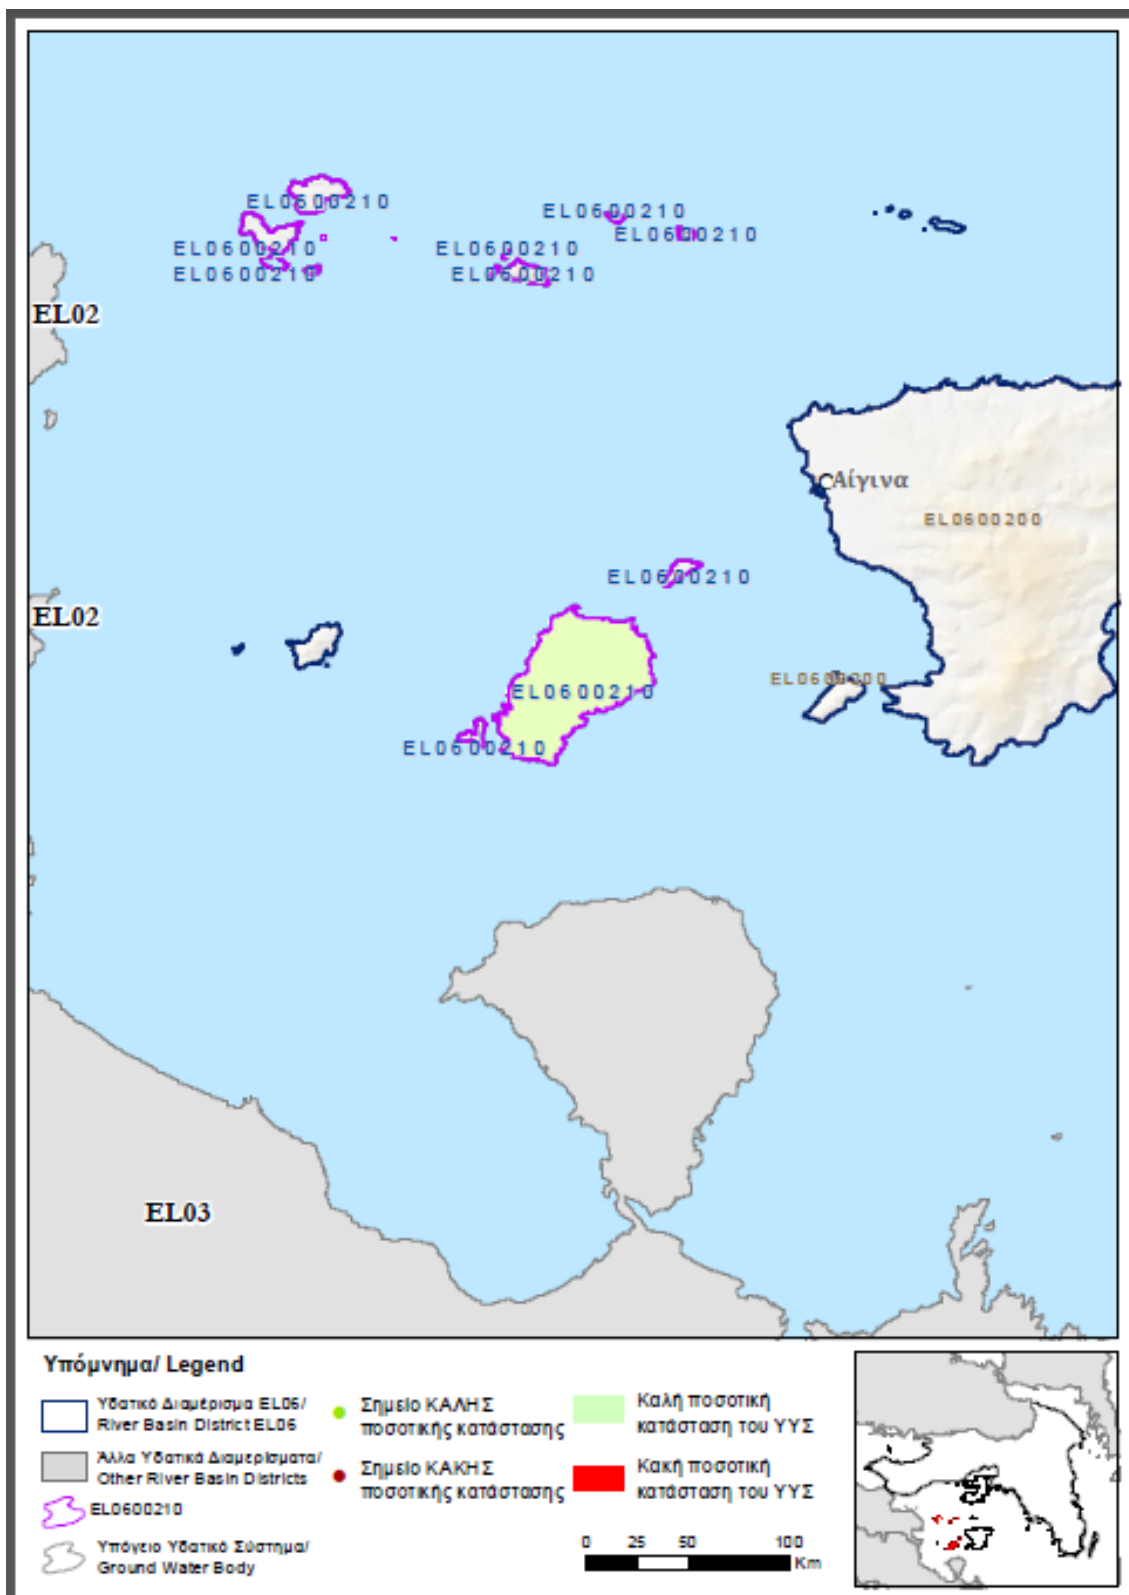 EL0600210
EL0600210
EL0600210
EL0600210
EL0600210
EL0600210
EL0600210
EL02
Αίγινα
EL0600200
EL0600210
EL02
EL0600200
EL0600210
EL0600210
EL03
Υπόμνημα/ Legend
Υδατικό Διαμέρισμα EL06/
River Basin District EL06
Άλλα Υδατικά Διαμερίσματα/
Other River Basin Districts
EL0600210
Υπόγειο Υδατικό Σύστημα/
Ground Water Body
Σημείο ΚΑΛΗΣ
ποσοτικής κατάστασης
Σημείο ΚΑΚΗΣ
ποσοτικής κατάστασης
Καλή ποσοτική
κατάσταση του ΥΥΣ
Κακή ποσοτική
κατάσταση του ΥΥΣ
0 25 50 100
Km